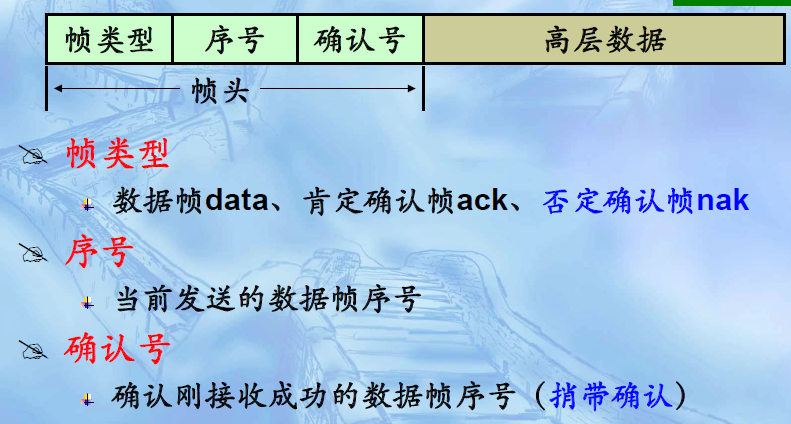 帧类型 序号 确认号 高层数据
帧头
帧类型
数据帧data、肯定确认帧ack、否定确认帧nak
序号
当前发送的数据帧序号
确认号
确认刚接收成功的数据帧序号（捎带确认）